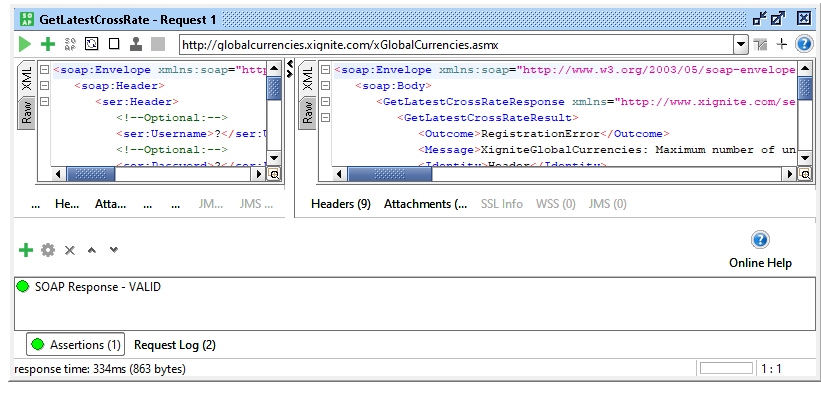 GetLatestCrossRate - Request 1
http://globalcurrencies.xignite.com/xGlobalCurrencies.asmx
XML
Raw
<soap:Envelope xmlns:soap="http
<soap:Header>
<ser:Header>
<!--Optional:-->
<ser:Username>?</ser:U
<!--Optional:-->
<ser:Password>?</ser:
XML
Raw
<soap:Envelope xmlns:soap="http://www.w3.org/2003/05/soap-envelope
<soap:Body>
<GetLatestCrossRateResponse xmlns="http://www.xignite.com/se
<GetLatestCrossRateResult>
<Outcome>RegistrationError</Outcome>
<Message>XigniteGlobalCurrencies: Maximum number of un
<Identity>Header</Identity>
... He... Atta... ... ... JM... JMS ...
Headers (9) Attachments (... SSL Info WSS (0) JMS (0)
Online Help
SOAP Response - VALID
Assertions (1) Request Log (2)
response time: 334ms (863 bytes)
1 : 1